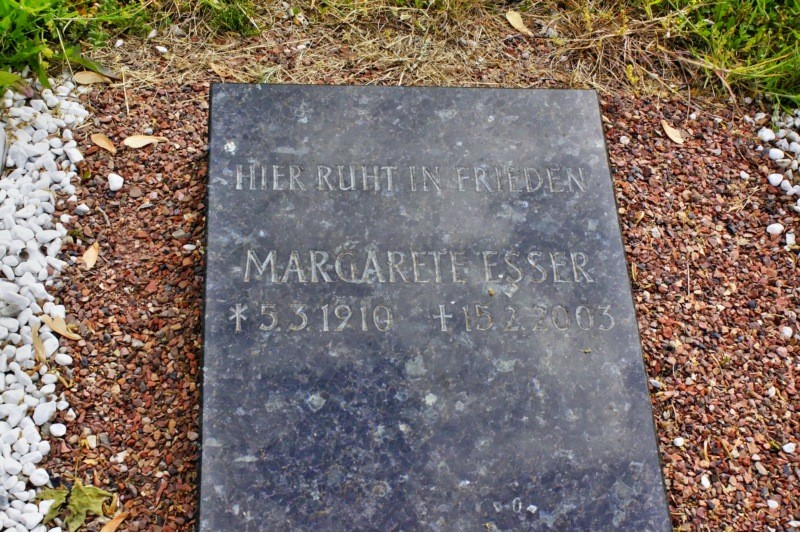 HIER RUHT IN FRIEDEN
MARGARETE ESSER
* 5.3.1910 ✝ 15.2.2003